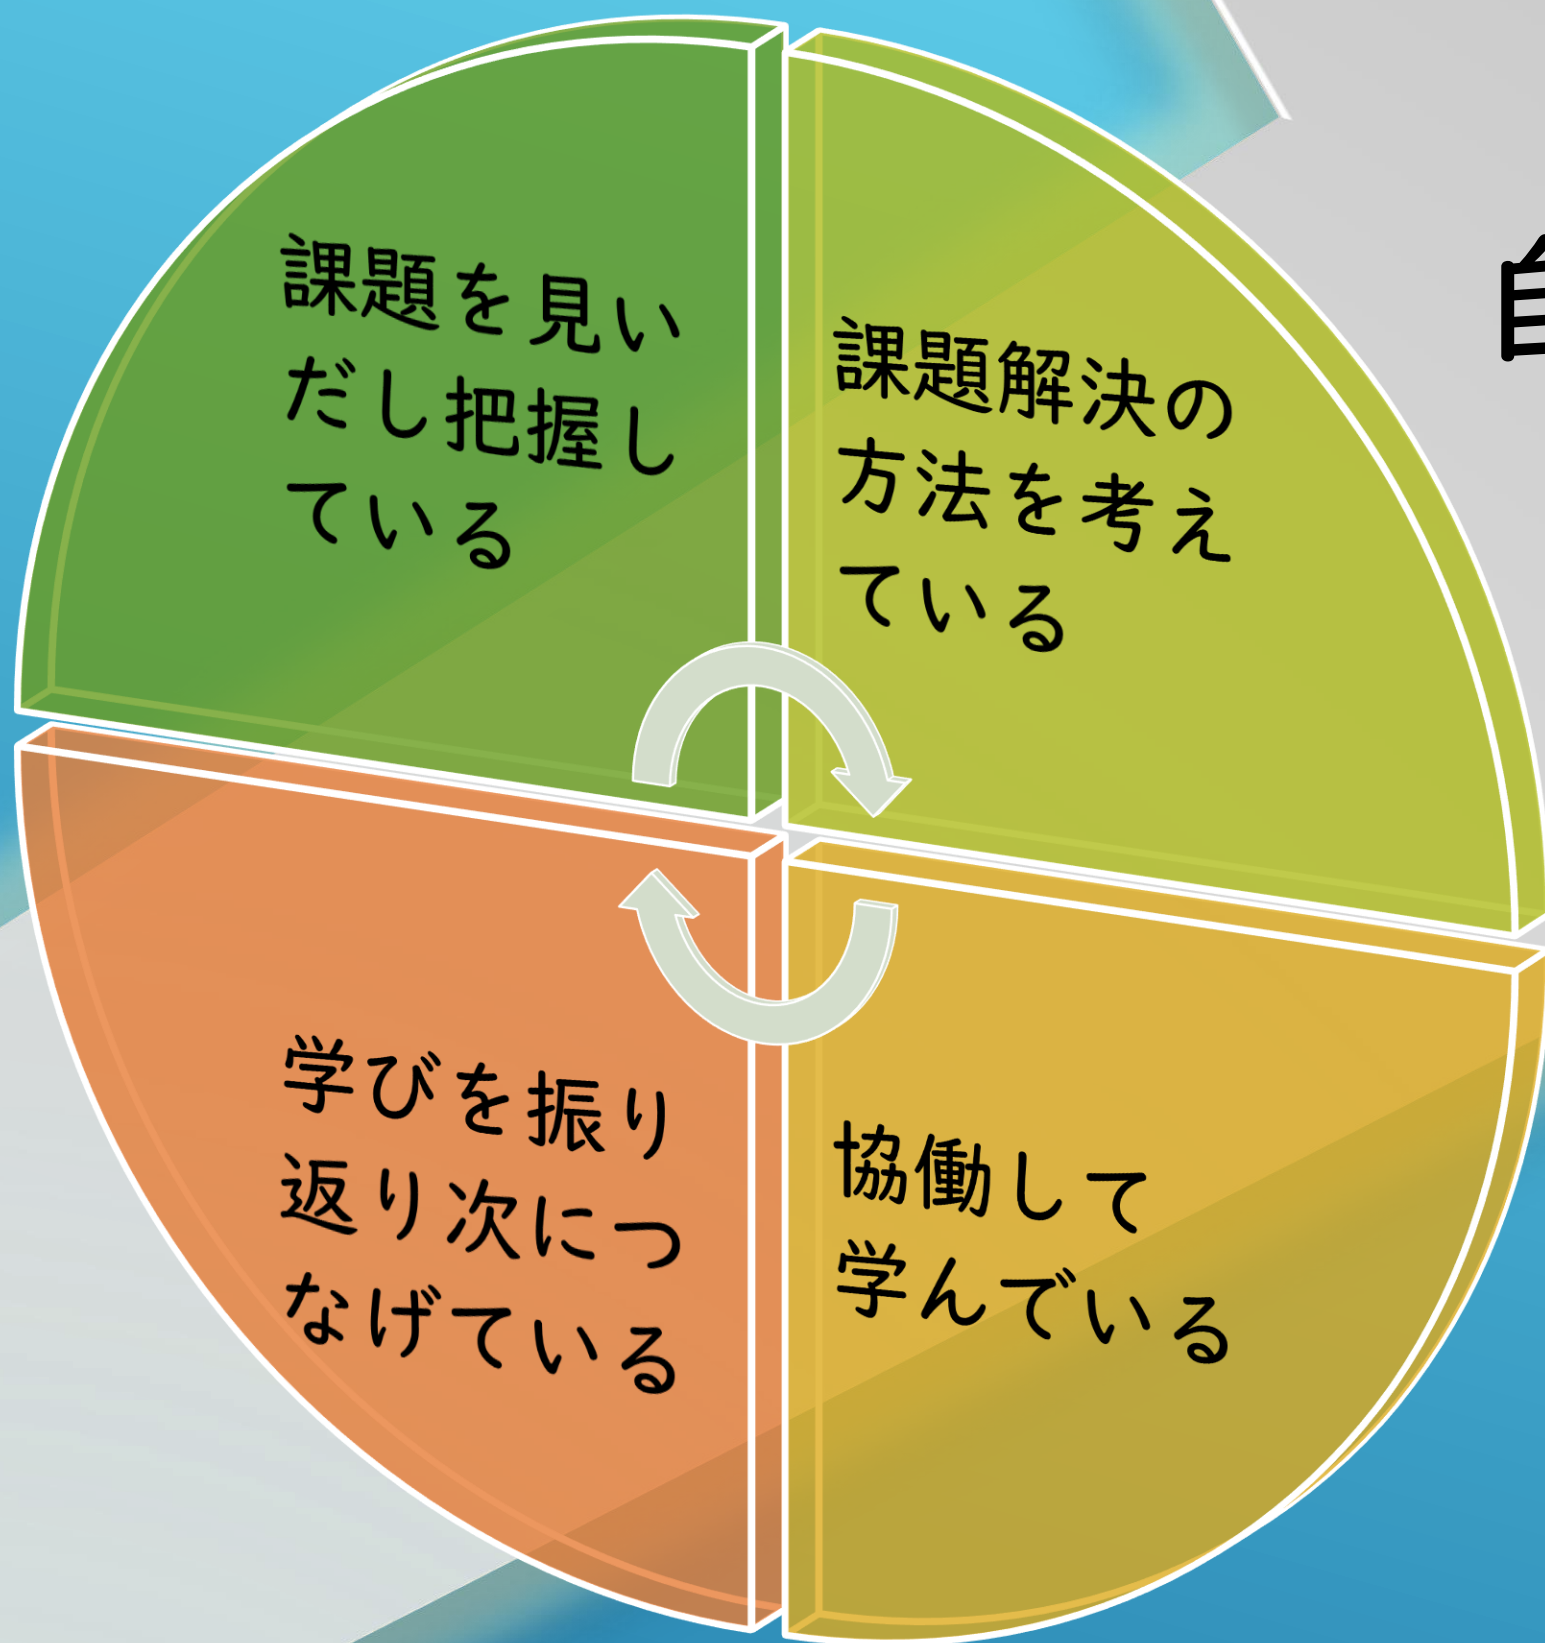 課題を見い
だし把握し
ている
課題解決の
方法を考え
ている
協働して
学んでいる
学びを振り
返り次につ
なげている